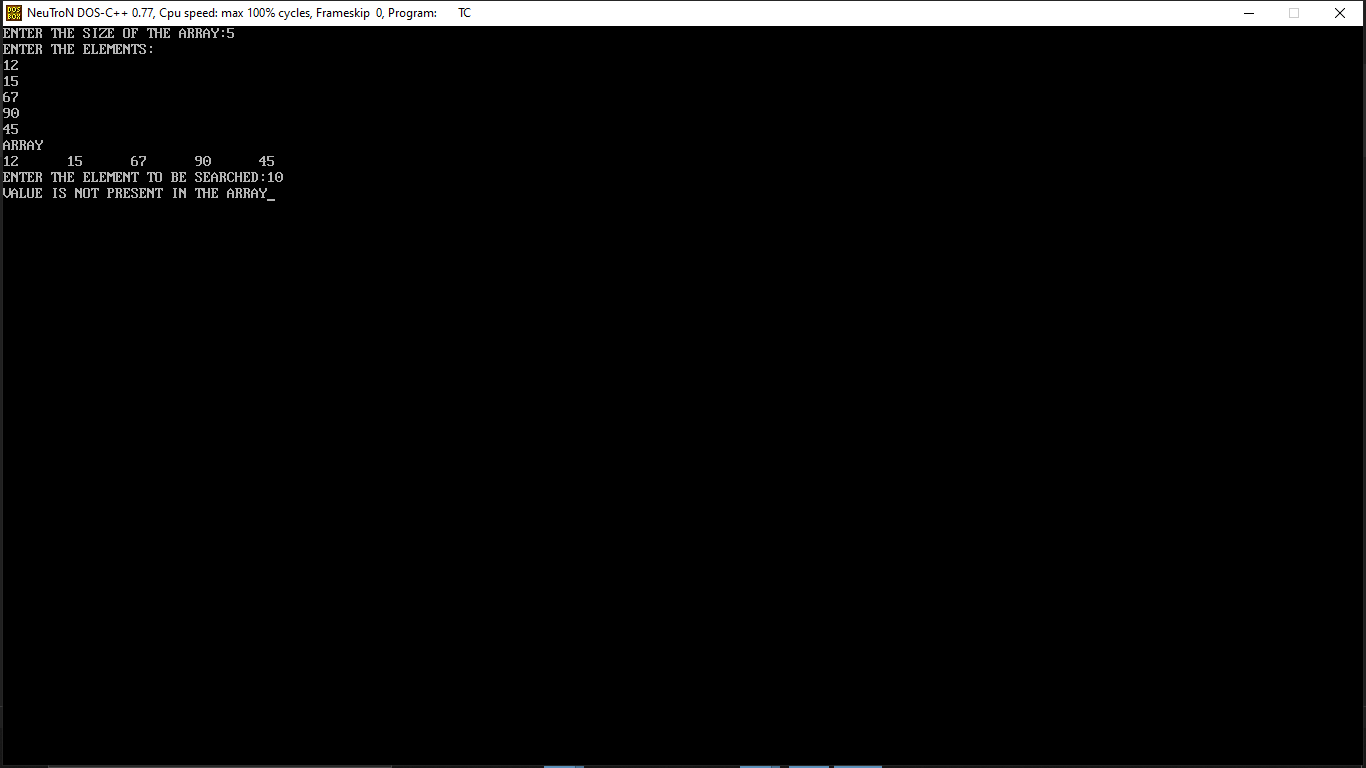 DOS BOX NeuTroN DOS-C++ 0.77, Cpu speed: max 100% cycles, Frameskip 0, Program: TC
ENTER THE SIZE OF THE ARRAY:5
ENTER THE ELEMENTS:
12
15
67
90
45
ARRAY
12 15 67 90 45
ENTER THE ELEMENT TO BE SEARCHED:10
VALUE IS NOT PRESENT IN THE ARRAY_